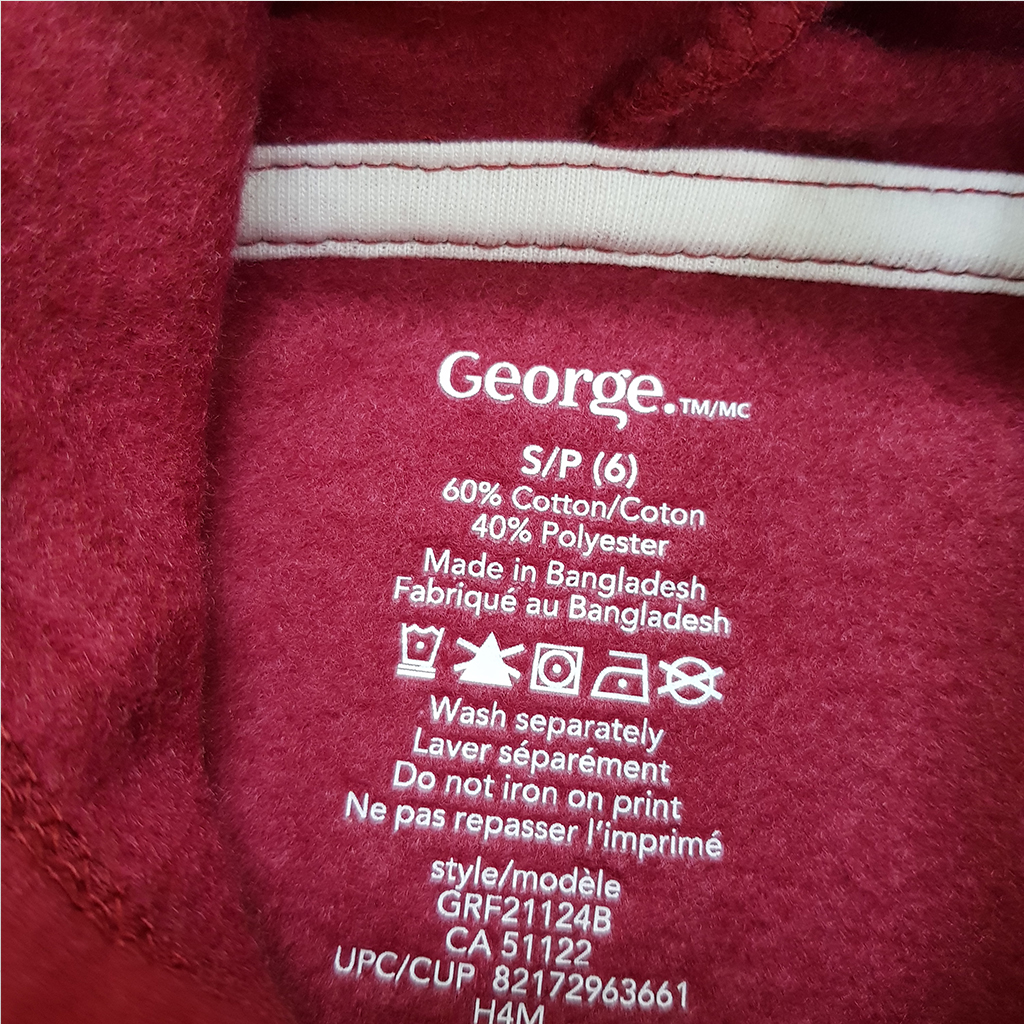 George.TM/MC
S/P (6)
60% Cotton/Coton
40% Polyester
Made in Bangladesh
Fabriqué au Bangladesh
Wash separately
Laver séparément
Do not iron on print
Ne pas repasser l'imprimé
style/modèle
GRF21124B
CA 51122
UPC/CUP 82172963661
H4M